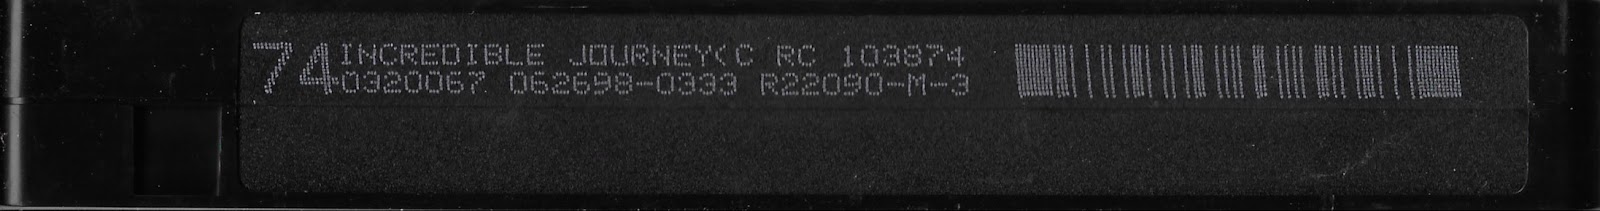 74 INCREDIBLE JOURNEY<C RC 103874
0320067 062698-0333 R22090-M-3